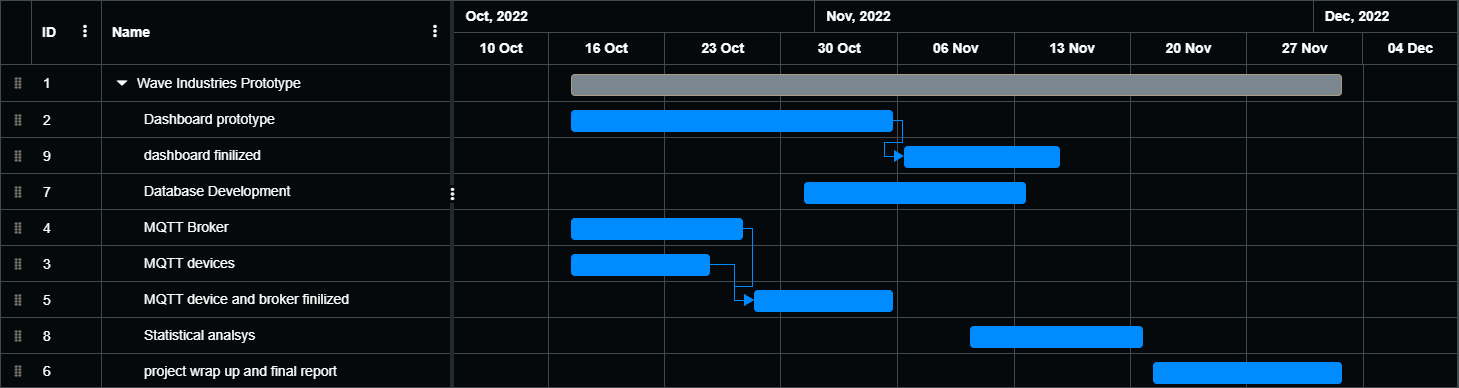 ID Name Oct, 2022 Nov, 2022 Dec, 2022
10 Oct 16 Oct 23 Oct 30 Oct 06 Nov 13 Nov 20 Nov 27 Nov 04 Dec
1 Wave Industries Prototype
2 Dashboard prototype
9 dashboard finilized
7 Database Development
4 MQTT Broker
3 MQTT devices
5 MQTT device and broker finilized
8 Statistical analsys
6 project wrap up and final report